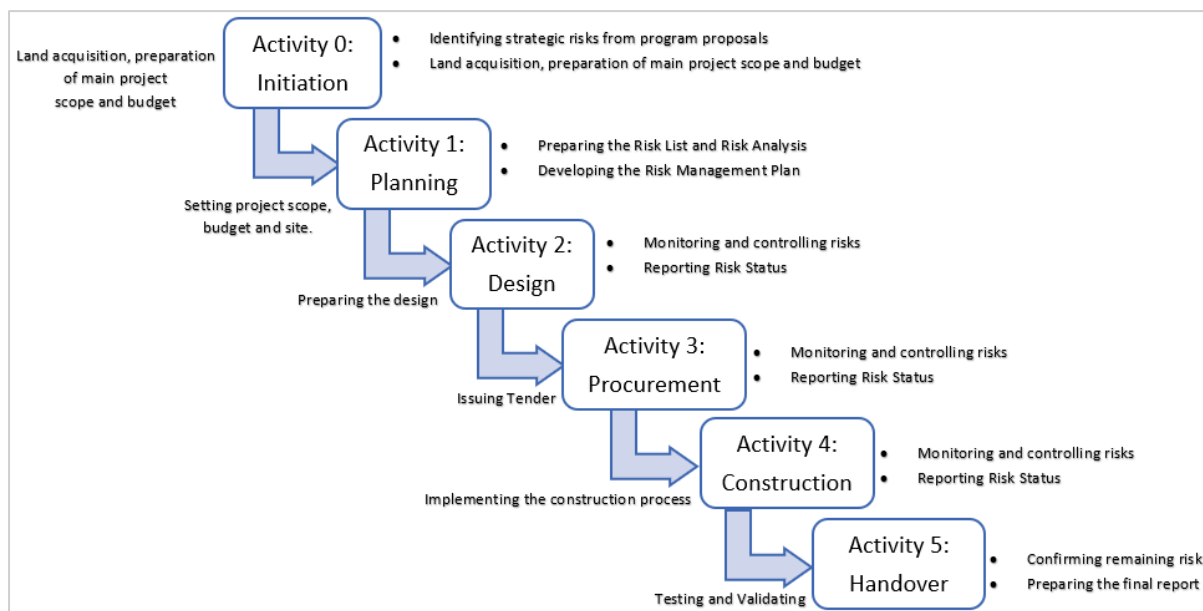 Land acquisition, preparation
of main project
scope and budget
Activity 0:
Initiation
• Identifying strategic risks from program proposals
• Land acquisition, preparation of main project scope and budget
Setting project scope,
budget and site.
Activity 1:
Planning
• Preparing the Risk List and Risk Analysis
• Developing the Risk Management Plan
Preparing the design
Activity 2:
Design
• Monitoring and controlling risks
• Reporting Risk Status
Issuing Tender
Activity 3:
Procurement
• Monitoring and controlling risks
• Reporting Risk Status
Implementing the construction process
Activity 4:
Construction
• Monitoring and controlling risks
• Reporting Risk Status
Testing and Validating
Activity 5:
Handover
• Confirming remaining risk
• Preparing the final report